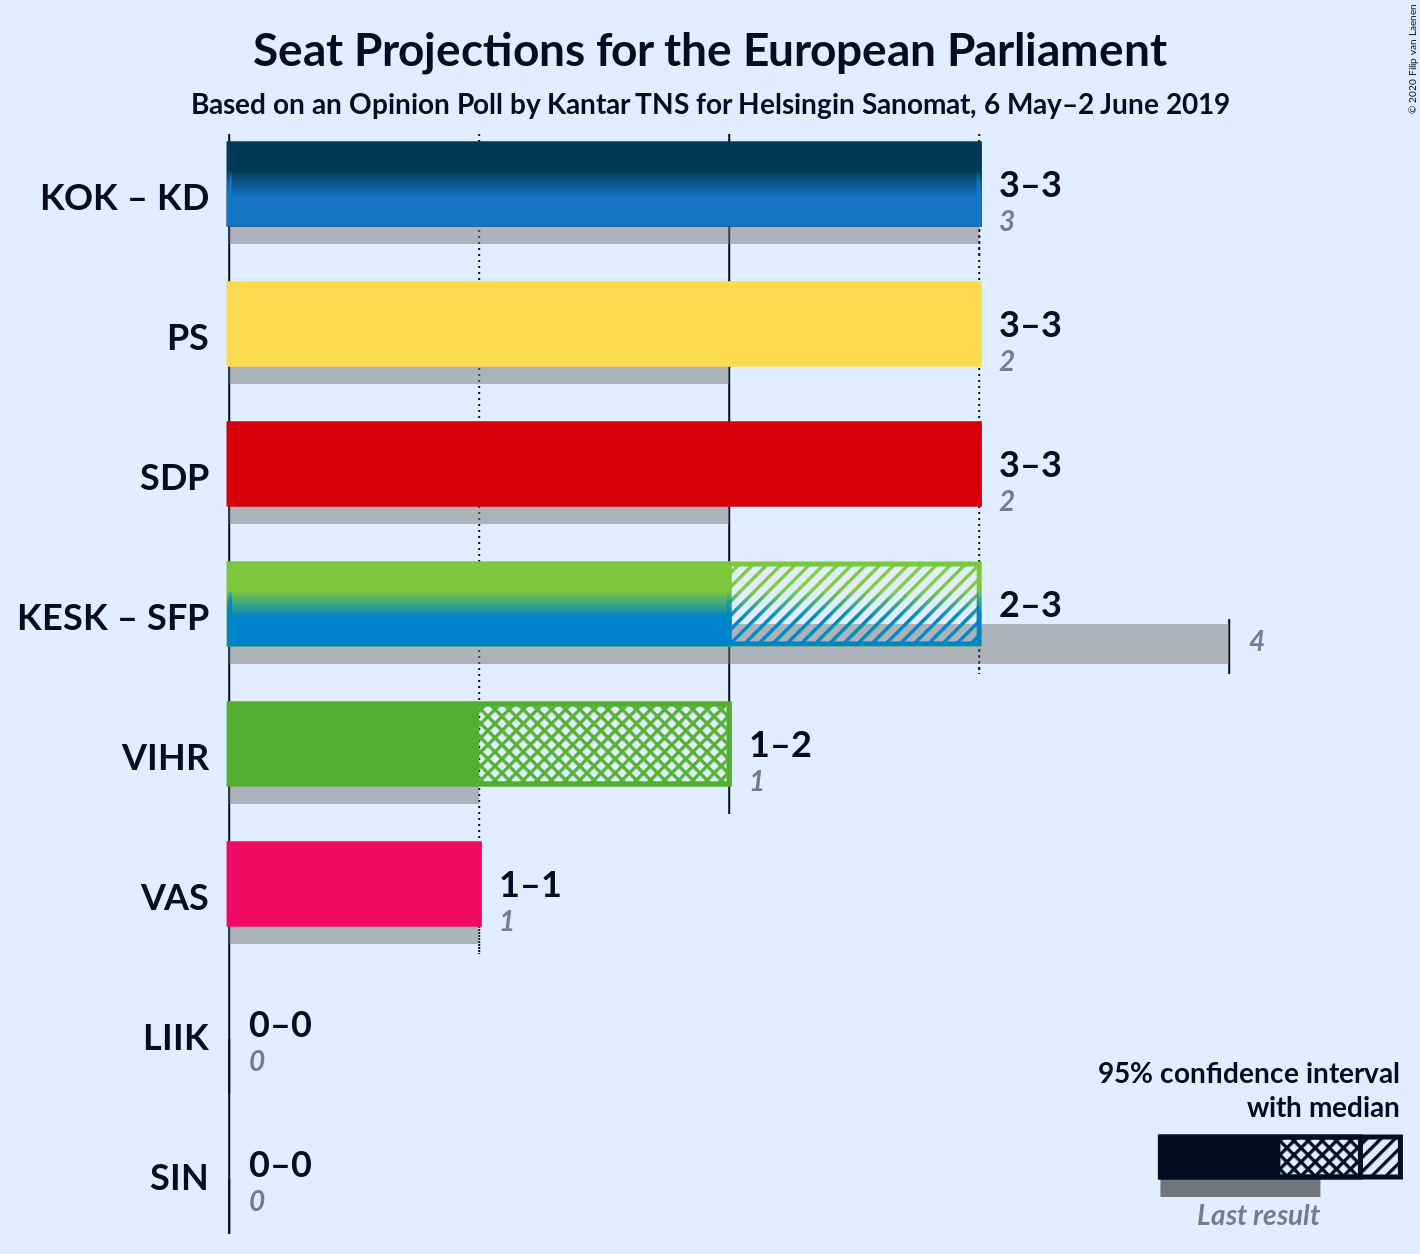 Seat Projections for the European Parliament
Based on an Opinion Poll by Kantar TNS for Helsingin Sanomat, 6 May–2 June 2019
© 2020 Filip van Laenen
KOK – KD
3–3
3
PS
3–3
2
SDP
3–3
2
KESK – SFP
2–3
4
VIHR
1–2
1
VAS
1–1
1
LIIK
0–0
0
SIN
0–0
0
95% confidence interval
with median
Last result